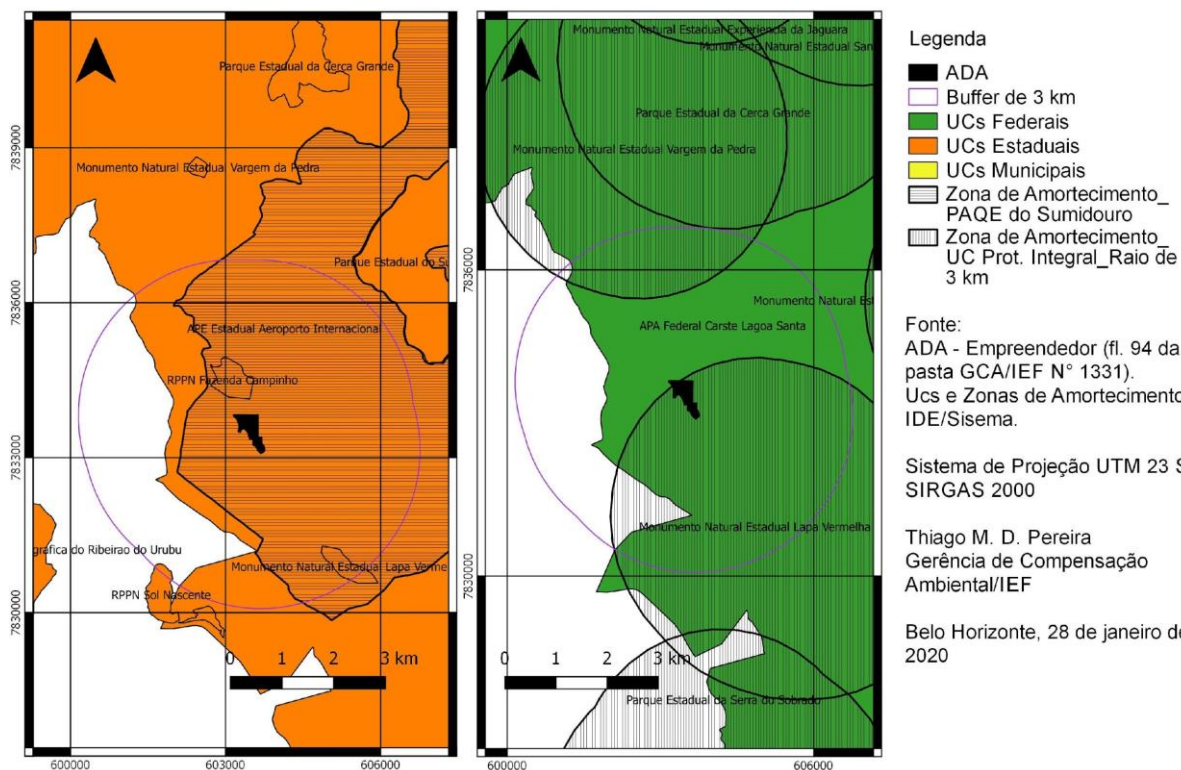 Parque Estadual da Cerca Grande
Monumento Natural Estadual Vargem da Pedra
Parque Estadual do Su
APE Estadual Aeroporto Internacional
RPPN Fazenda Campinho
gráfica do Ribeirao do Urubu
Monumento Natural Estadual Lapa Verme
RPPN Sol Nascente
0 1 2 3 km
7839000
7836000
7833000
7830000
600000 603000 606000
Monumento Natural Estadual Experiencia da Jaguara
Monumento Natural Estadual San
Parque Estadual da Cerca Grande
Monumento Natural Estadual Vargem da Pedra
Monumento Natural Est
APA Federal Carste Lagoa Santa
Monumento Natural Estadual Lapa Vermelha
0 1 2 3 km
Parque Estadual da Serra do Sobrado
7836000
7833000
7830000
600000 606000
Legenda
ADA
Buffer de 3 km
UCs Federais
UCs Estaduais
UCs Municipais
Zona de Amortecimento_
PAQE do Sumidouro
Zona de Amortecimento_
UC Prot. Integral_Raio de
3 km
Fonte:
ADA - Empreendedor (fl. 94 da
pasta GCA/IEF N° 1331).
Ucs e Zonas de Amortecimento
IDE/Sisema.
Sistema de Projeção UTM 23 S
SIRGAS 2000
Thiago M. D. Pereira
Gerência de Compensação
Ambiental/IEF
Belo Horizonte, 28 de janeiro de
2020